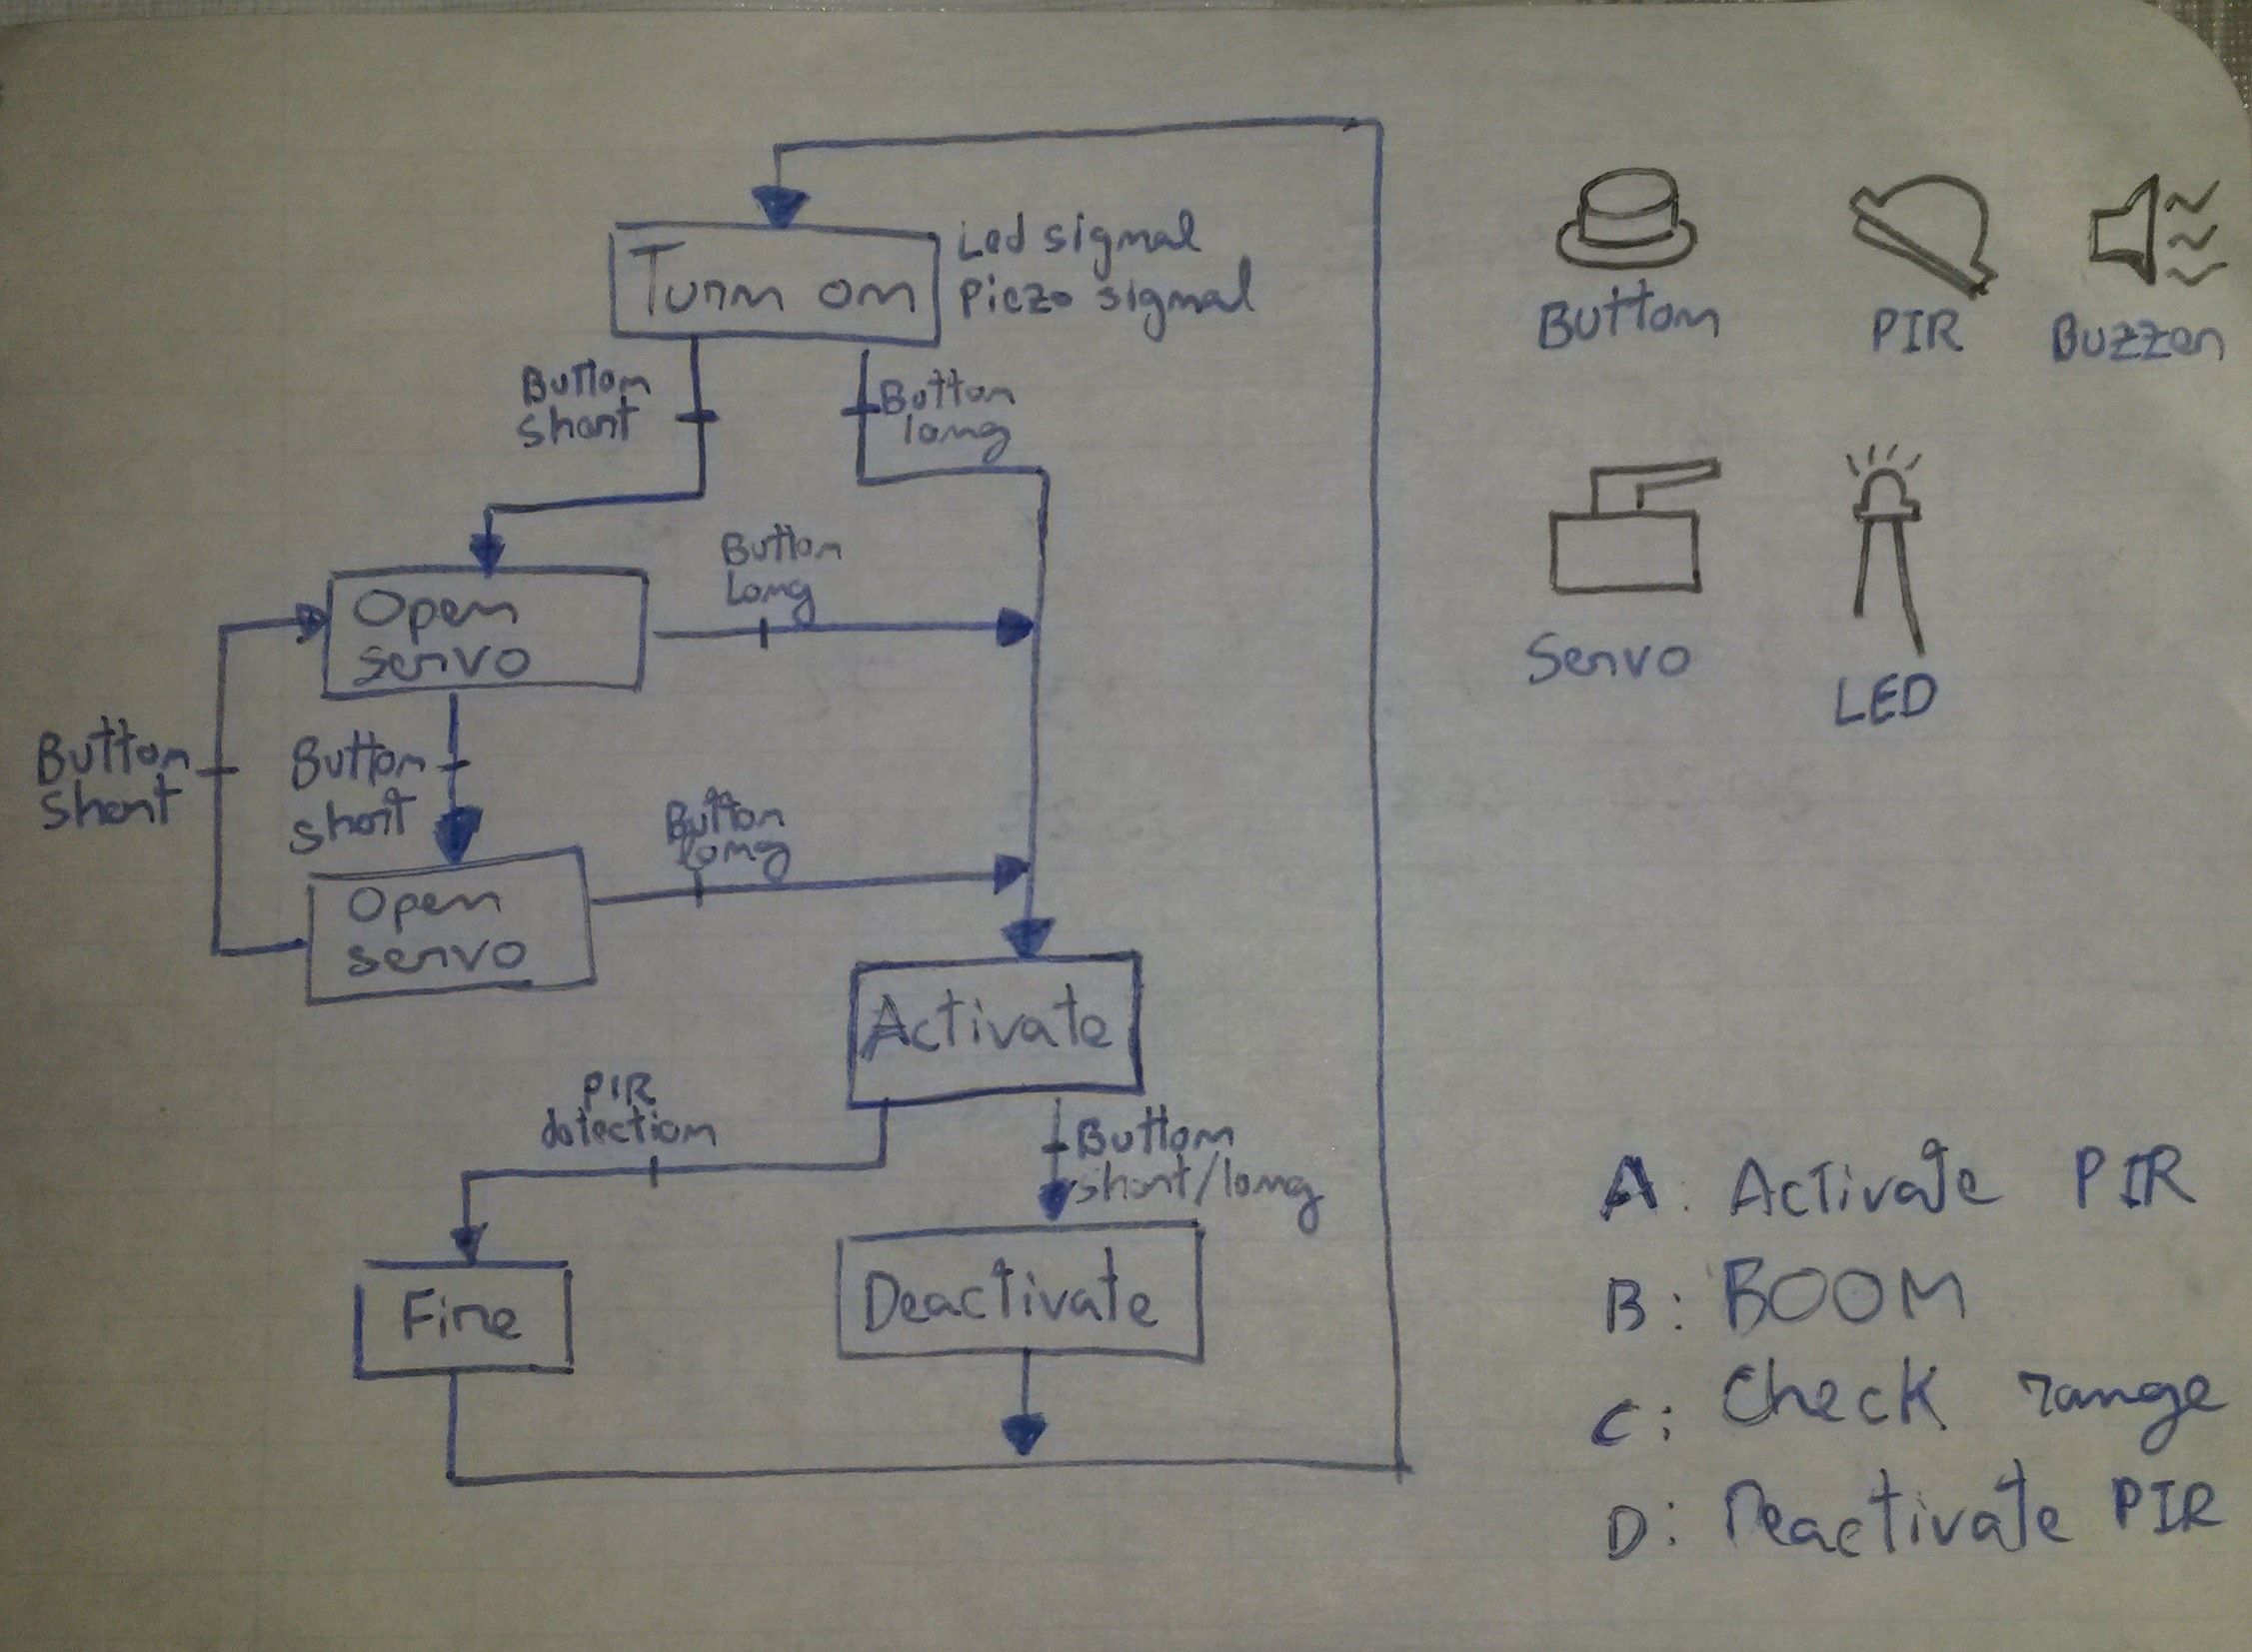 Turn on
Led signal
Piezo signal
Button
short
Button
long
Open
servo
Button
Long
Button
short
Button
short
Open
servo
Button
long
Activate
PIR
detection
Button
short/long
Fire
Deactivate
Button
PIR
Buzzer
Servo
LED
A: Activate PIR
B: BOOM
C: Check range
D: Deactivate PIR